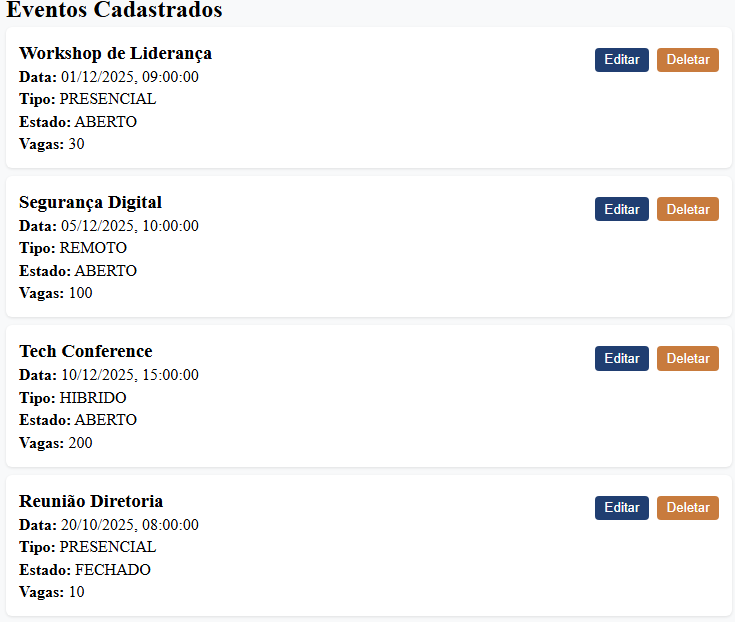 Eventos Cadastrados
Workshop de Liderança
Editar Deletar
Data: 01/12/2025, 09:00:00
Tipo: PRESENCIAL
Estado: ABERTO
Vagas: 30
Segurança Digital
Editar Deletar
Data: 05/12/2025, 10:00:00
Tipo: REMOTO
Estado: ABERTO
Vagas: 100
Tech Conference
Editar Deletar
Data: 10/12/2025, 15:00:00
Tipo: HIBRIDO
Estado: ABERTO
Vagas: 200
Reunião Diretoria
Editar Deletar
Data: 20/10/2025, 08:00:00
Tipo: PRESENCIAL
Estado: FECHADO
Vagas: 10